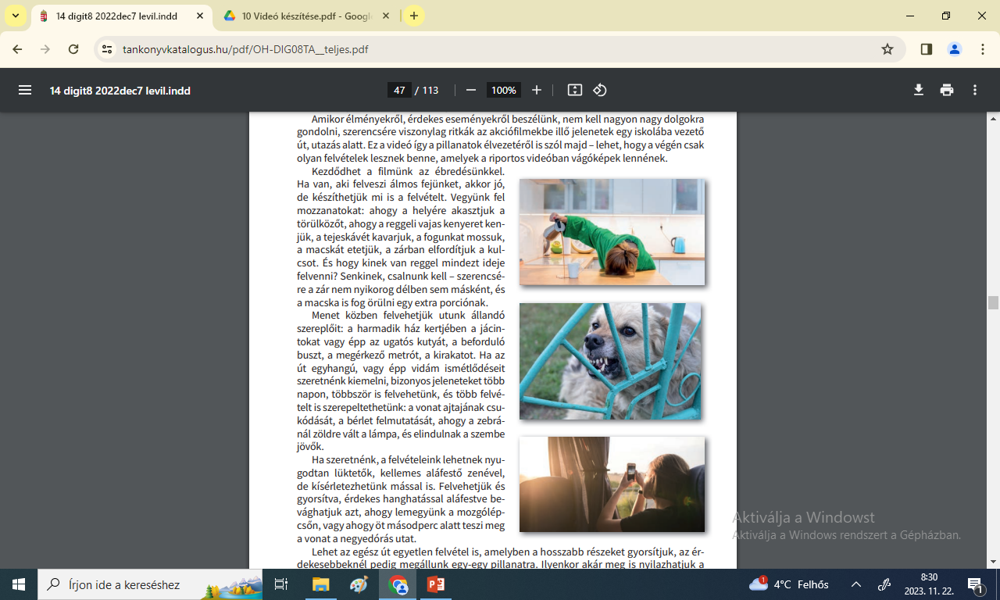 14 digit8 2022dec7 levil.indd
10 Videó készítése.pdf - Google
tankonyvkatalogus.hu/pdf/OH-DIG08TA__teljes.pdf
14 digit8 2022dec7 levil.indd
47 / 113
100%
Amikor élményekről, érdekes eseményekről beszélünk, nem kell nagyon nagy dolgokra
gondolni, szerencsére viszonylag ritkák az akciófilmekbe illő jelenetek egy iskolába vezető
út, utazás alatt. Ez a videó így a pillanatok élvezetéről is szól majd – lehet, hogy a végén csak
olyan felvételek lesznek benne, amelyek a riportos videóban vágóképek lennének.
Kezdődhet a filmünk az ébredésünkkel.
Ha van, aki felveszi álmos fejünket, akkor jó,
de készíthetjük mi is a felvételt. Vegyünk fel
mozzanatokat: ahogy a helyére akasztjuk a
törülközőt, ahogy a reggeli vajas kenyeret ken-
jük, a tejeskávét kavarjuk, a fogunkat mossuk,
a macskát etetjük, a zárban elfordítjuk a kul-
csot. És hogy kinek van reggel mindezt ideje
felvenni? Senkinek, csalnunk kell – szerencsé-
re a zár nem nyikorog délben sem másként, és
a macska is fog örülni egy extra porciónak.
Menet közben felvehetjük utunk állandó
szereplőit: a harmadik ház kertjében a jácin-
tokat vagy épp az ugatós kutyát, a beforduló
buszt, a megérkező metrót, a kirakatot. Ha az
út egyhangú, vagy épp vidám ismétlődéseit
szeretnénk kiemelni, bizonyos jeleneteket több
napon, többször is felvehetünk, és több felvé-
telt is szerepeltethetünk: a vonat ajtajának csu-
kódását, a bérlet felmutatását, ahogy a zebrá-
nál zöldre vált a lámpa, és elindulnak a szembe
jövők.
Ha szeretnénk, a felvételeink lehetnek nyu-
godtan lüktetők, kellemes aláfestő zenével,
de kísérletezhetünk mással is. Felvehetjük és
gyorsítva, érdekes hanghatással aláfestve be-
vághatjuk azt, ahogy lemegyünk a mozgólép-
csőn, vagy ahogy öt másodperc alatt teszi meg
a vonat a negyedórás utat.
Lehet az egész út egyetlen felvétel is, amelyben a hosszabb részeket gyorsítjuk, az ér-
dekesebbeknél pedig megállunk egy-egy pillanatra. Ilyenkor akár meg is nyilazhatjuk a
Aktiválja a Windowst
Aktiválja a Windows rendszert a Gépházban.
Írjon ide a kereséshez
1
4°C Felhős
8:30
2023. 11. 22.
1